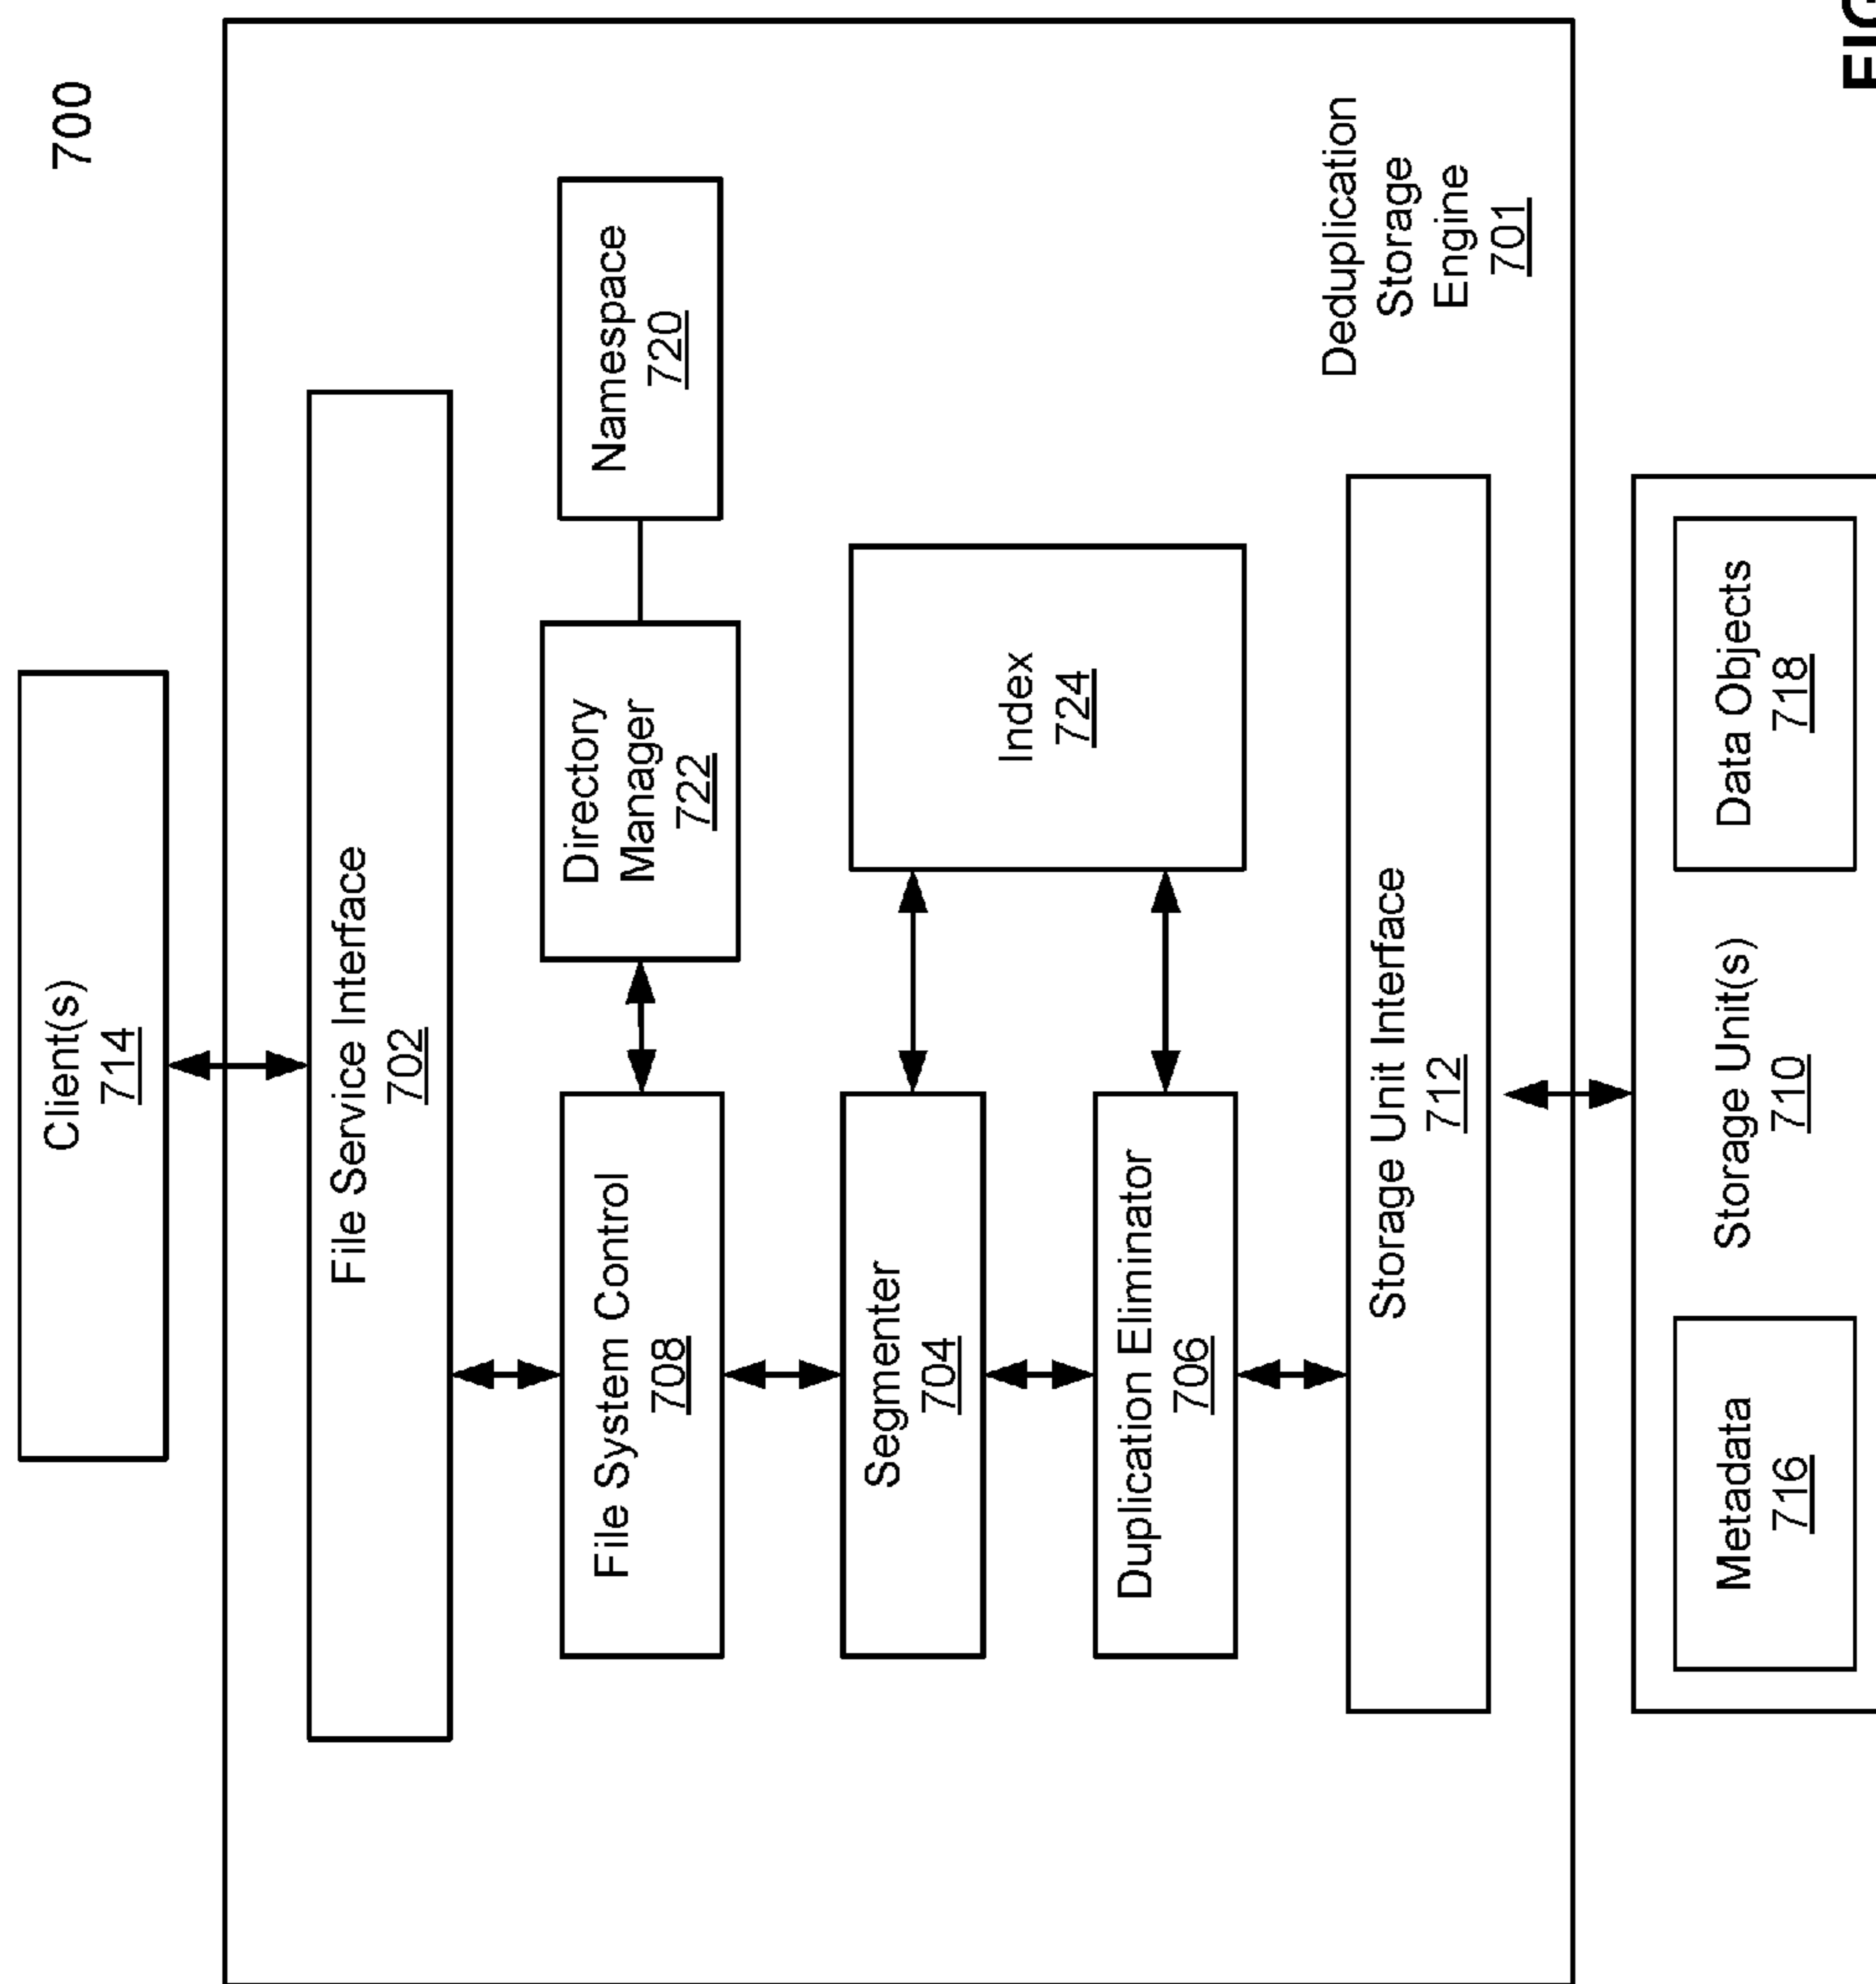 700
Client(s)
714
File Service Interface
702
File System Control
708
Directory
Manager
722
Namespace
720
Segmenter
704
Index
724
Duplication Eliminator
706
Deduplication
Storage
Engine
701
Storage Unit Interface
712
Metadata
716
Storage Unit(s)
710
Data Objects
718